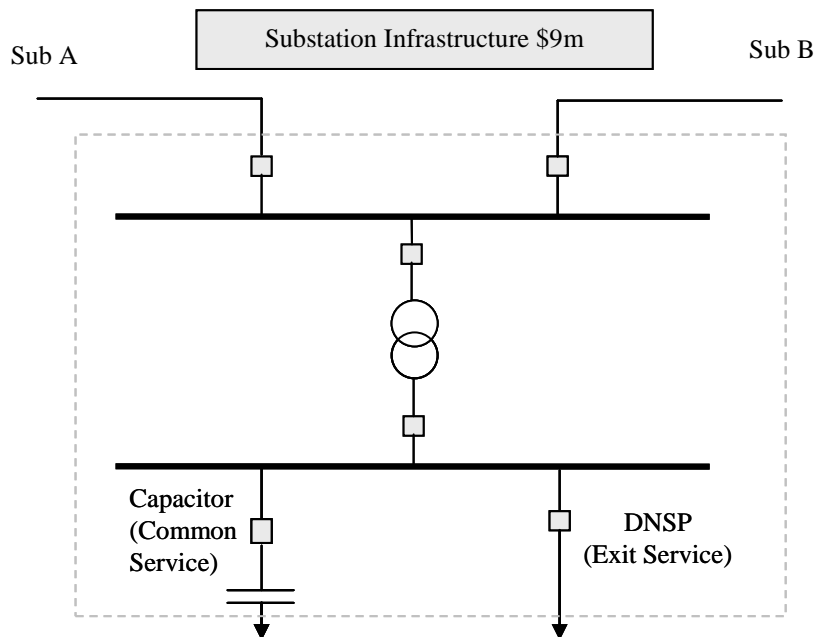 Substation Infrastructure $9m
Sub A
Sub B
Capacitor
(Common
Service)
DNSP
(Exit Service)